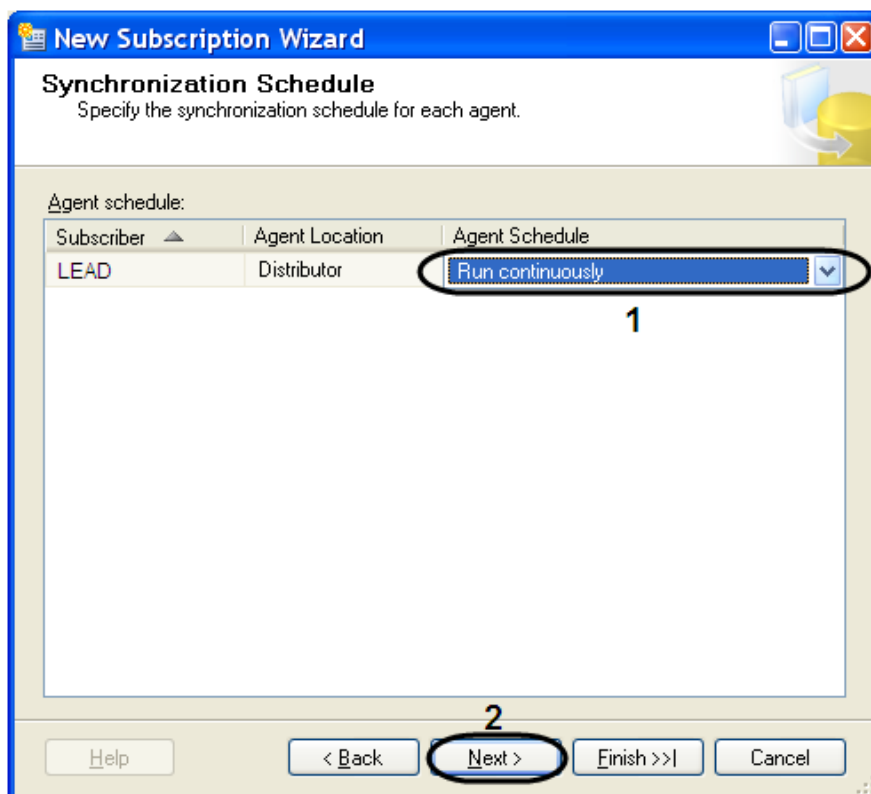 New Subscription Wizard
Synchronization Schedule
Specify the synchronization schedule for each agent.
Agent schedule:
Subscriber Agent Location Agent Schedule
LEAD Distributor Run continuously
1
2
Help < Back Next > Finish >>| Cancel